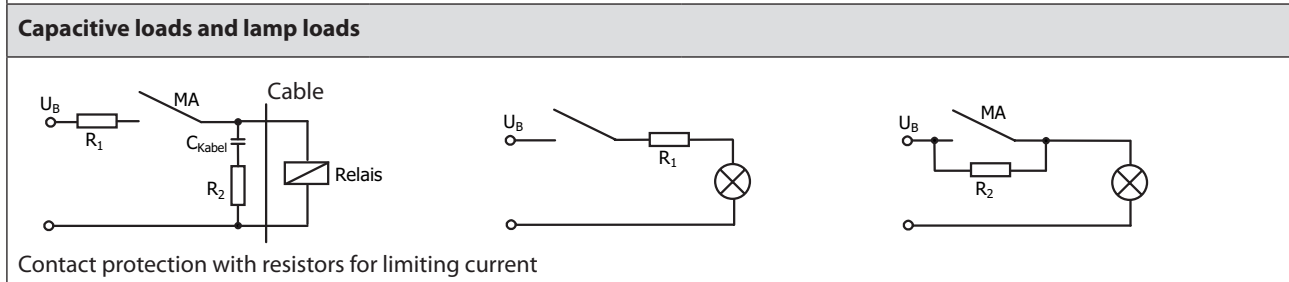 Capacitive loads and lamp loads
UB
R1
MA
Cable
CKabel
R2
Relais
UB
R1
UB
MA
R2
Contact protection with resistors for limiting current